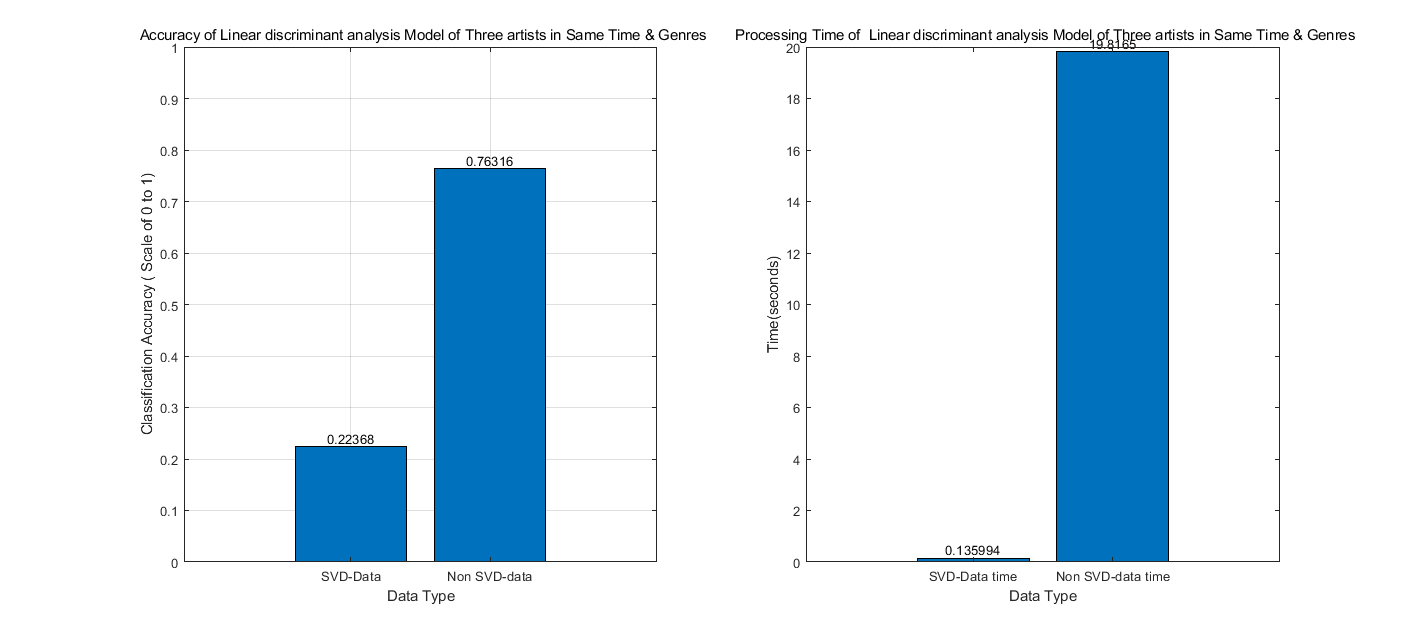 Accuracy of Linear discriminant analysis Model of Three artists in Same Time & Genres
1
0.9
0.8
0.7
0.6
0.5
0.4
0.3
0.2
0.1
0
Classification Accuracy ( Scale of 0 to 1)
0.22368
0.76316
SVD-Data
Non SVD-data
Data Type
Processing Time of  Linear discriminant analysis Model of Three artists in Same Time & Genres
20
18
16
14
12
10
8
6
4
2
0
Time(seconds)
0.135994
19.8165
SVD-Data time
Non SVD-data time
Data Type